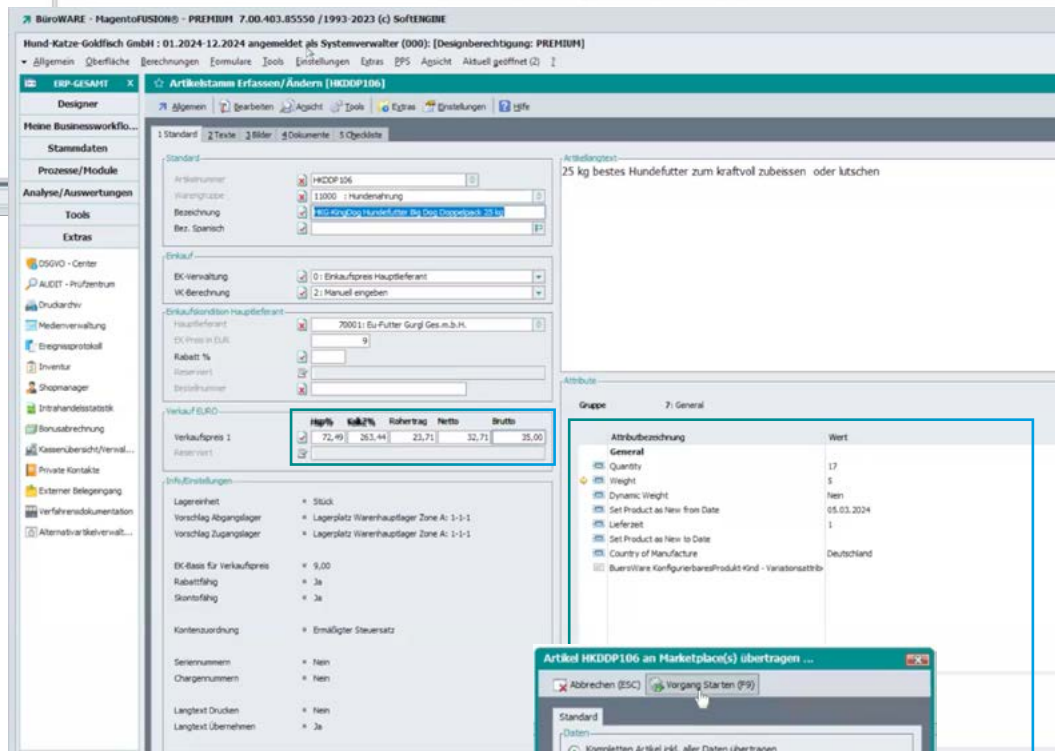 BüroWARE - MagentoFUSION® - PREMIUM 7.00.403.85550 /1993-2023 (c) SoftENGINE
Hund-Katze-Goldfisch GmbH : 01.2024-12.2024 angemeldet als Systemverwalter (000): [Designberechtigung: PREMIUM]
Allgemein Oberfläche Berechnungen Formulare Tools Einstellungen Extras PPS Ansicht Aktuell geöffnet (2) ?
ERP-GESAMT X
Artikelstamm Erfassen/Ändern [HKDDP106]
Designer
Allgemein Bearbeiten Ansicht Tools Extras Einstellungen Hilfe
Meine Businessworkflo...
Stammdaten
Prozesse/Module
Analyse/Auswertungen
Tools
Extras
DSGVO - Center
AUDIT - Prüfzentrum
Druckarchiv
Medienverwaltung
Ereignisprotokoll
Inventur
Shopmanager
Intrahandelsstatistik
Bonusabrechnung
Kassenübersicht/Verwal...
Private Kontakte
Externer Belegeingang
Verfahrensdokumentation
Alternativartikelverwalt...
1 Standard 2 Texte 3 Bilder 4 Dokumente 5 Checkliste
Standard
Artikelnummer HKDDP106
Warengruppe 11000 : Hundenahrung
Bezeichnung HKG-KingDog Hundefutter Big Dog Doppelpack 25 kg
Bez. Spanisch
Einkauf
EK-Verwaltung 0: Einkaufspreis Hauptlieferant
VK-Berechnung 2: Manuell eingeben
Einkaufskondition Hauptlieferant
Hauptlieferant 70001: Eu-Futter Gurgl Ges.m.b.H.
EK-Preis in EUR 9
Rabatt %
Reserviert
Bestellnummer
Verkauf EURO
Hsp% Kalk2% Rohertrag Netto Brutto
Verkaufspreis 1 72,49 263,44 23,71 32,71 35,00
Reserviert
Info/Einstellungen
Lagereinheit Stück
Vorschlag Abgangslager Lagerplatz Warenhauptlager Zone A: 1-1-1
Vorschlag Zugangslager Lagerplatz Warenhauptlager Zone A: 1-1-1
EK-Basis für Verkaufspreis 9,00
Rabattfähig Ja
Skontofähig Ja
Kontenzuordnung Ermäßigter Steuersatz
Seriennummern Nein
Chargennummern Nein
Langtext Drucken Nein
Langtext Übernehmen Ja
Artikellangtext
25 kg bestes Hundefutter zum kraftvol zubeissen oder lutschen
Attribute
Gruppe 7: General
Attributbezeichnung Wert
General
Quantity 17
Weight 5
Dynamic Weight Nein
Set Product as New from Date 05.03.2024
Lieferzeit 1
Set Product as New to Date
Country of Manufacture Deutschland
BuersWare KonfigurierbaresProdukt-Kind - Variationsattrib
Artikel HKDDP106 an Marketplace(s) übertragen ...
Abbrechen (ESC) Vorgang Starten (F9)
Standard
Daten
Kompletten Artikel inkl. aller Daten übertragen